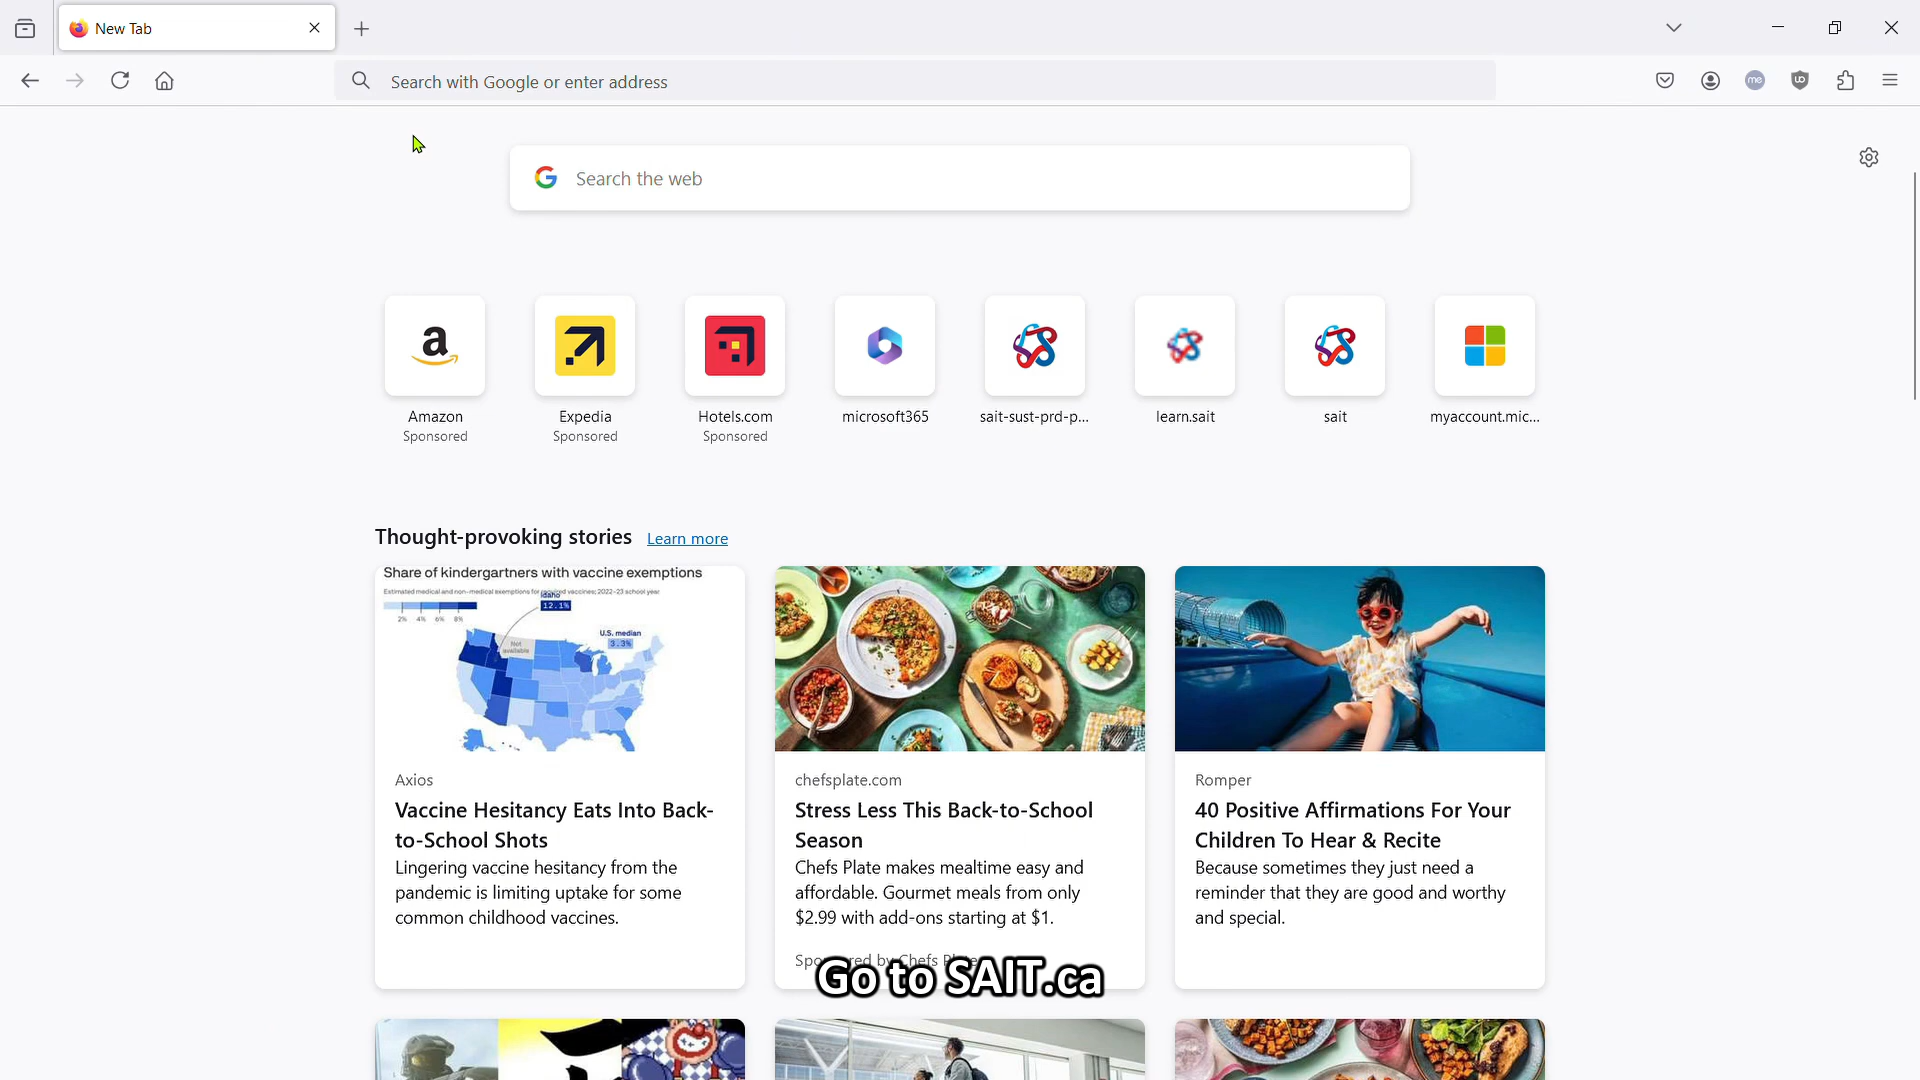 New Tab
Search with Google or enter address
me
Search the web
a
Amazon
Sponsored
Expedia
Sponsored
Hotels.com
Sponsored
microsoft365
sait-sust-prd-p...
learn.sait
sait
myaccount.mic...
Thought-provoking stories Learn more
Share of kindergartners with vaccine exemptions
Estimated medical and non-medical exemptions for required vaccines; 2022-23 school year
2% 4% 6% 8%
Idaho
12.1%
Not
available
U.S. median
3.3%
Axios
Vaccine Hesitancy Eats Into Back-
to-School Shots
Lingering vaccine hesitancy from the
pandemic is limiting uptake for some
common childhood vaccines.
chefsplate.com
Stress Less This Back-to-School
Season
Chefs Plate makes mealtime easy and
affordable. Gourmet meals from only
$2.99 with add-ons starting at $1.
Sponsored by Chefs Plate
Romper
40 Positive Affirmations For Your
Children To Hear & Recite
Because sometimes they just need a
reminder that they are good and worthy
and special.
Go to SAIT.ca